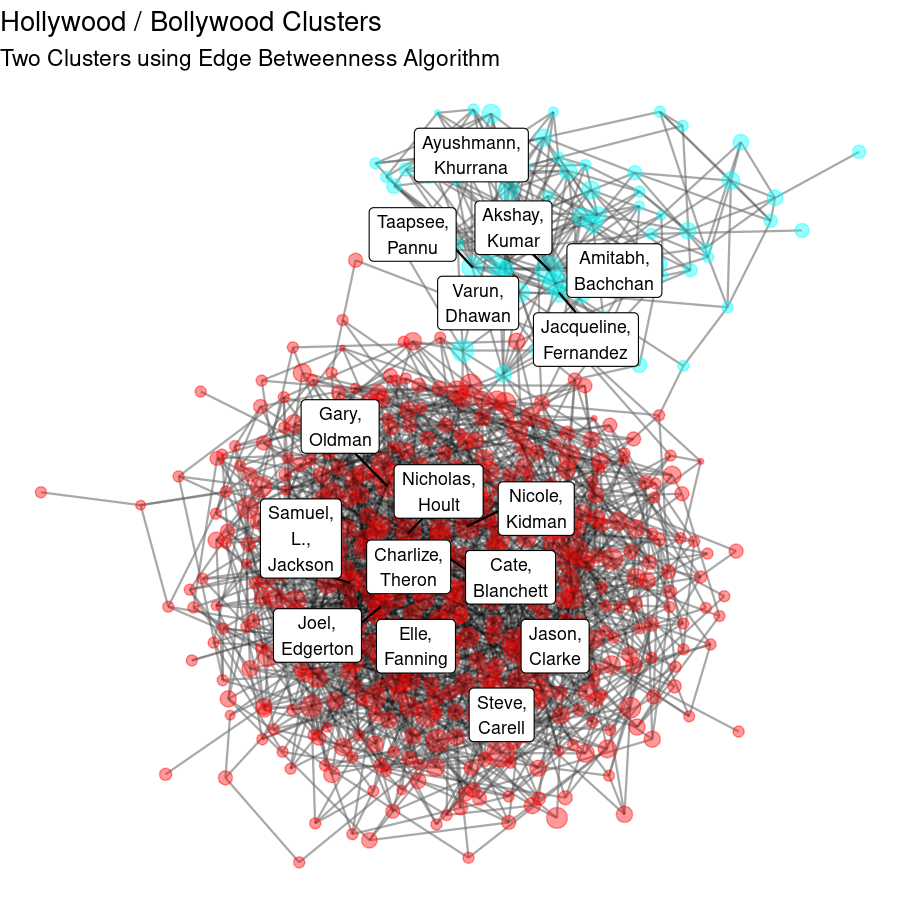 Hollywood / Bollywood Clusters
Two Clusters using Edge Betweenness Algorithm
Ayushmann,
Khurrana
Taapsee,
Pannu
Akshay,
Kumar
Amitabh,
Bachchan
Varun,
Dhawan
Jacqueline,
Fernandez
Gary,
Oldman
Nicholas,
Hoult
Nicole,
Kidman
Samuel,
L.,
Jackson
Charlize,
Theron
Cate,
Blanchett
Joel,
Edgerton
Elle,
Fanning
Jason,
Clarke
Steve,
Carell